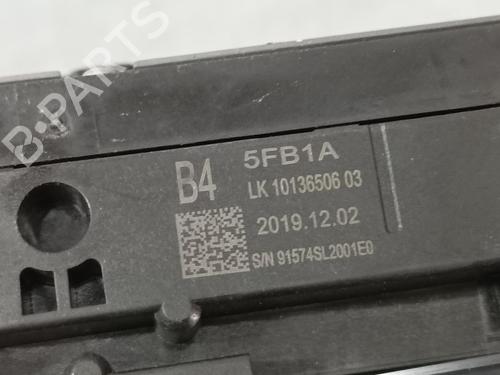 B-PARTS
B4 5FB1A
LK 10136506 03
2019.12.02
S/N 91574SL2001E0